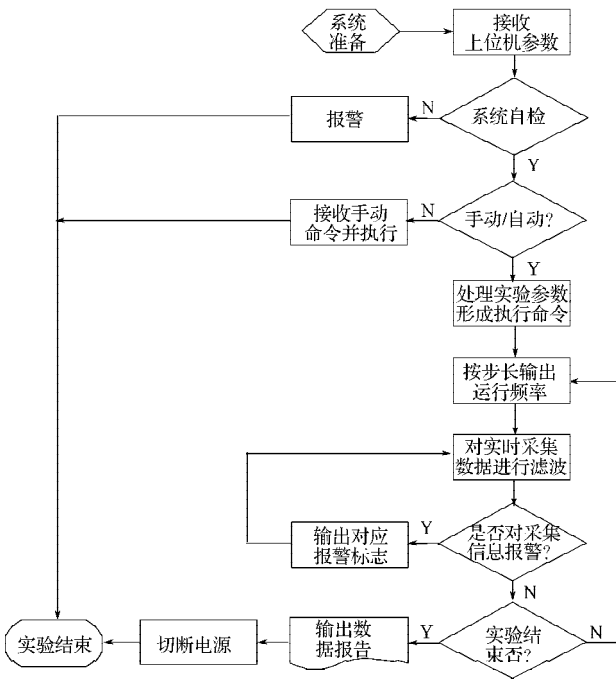 系统
准备
接收
上位机参数
报警
N
系统自检
Y
接收手动
命令并执行
N
手动/自动?
Y
处理实验参数
形成执行命令
按步长输出
运行频率
对实时采集
数据进行滤波
输出对应
报警标志
Y
是否对采集
信息报警?
N
实验结束
切断电源
输出数
据报告
Y
实验结
束否?
N